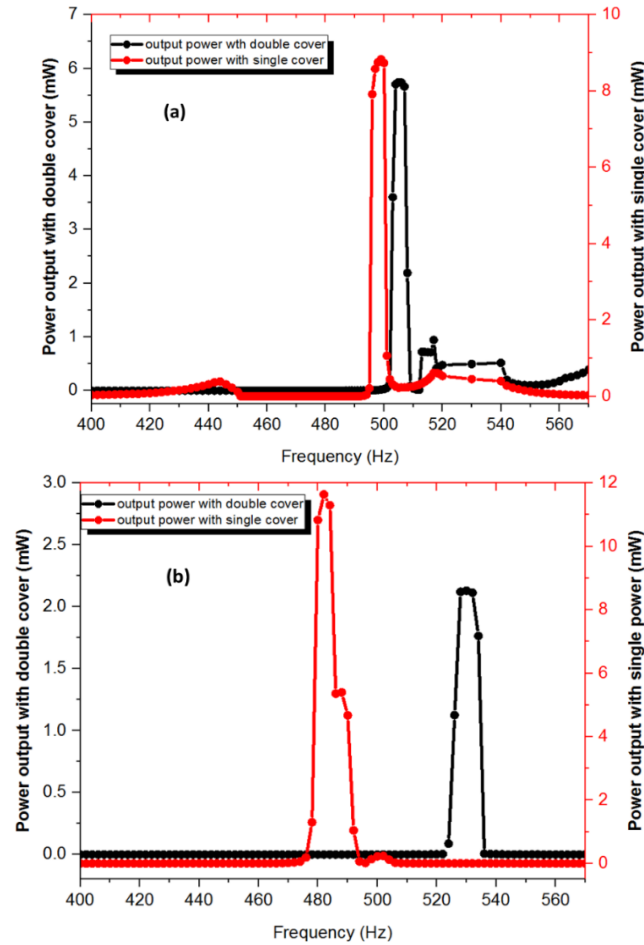 7
6
5
4
3
2
1
0
Power output with double cover (mW)
output power wth double cover
output power with single cover
(a)
10
8
6
4
2
0
Power output with single cover (mW)
400 420 440 460 480 500 520 540 560
Frequency (Hz)
3.0
2.5
2.0
1.5
1.0
0.5
0.0
Power output with double cover (mW)
output power with double cover
output power with single cover
(b)
12
10
8
6
4
2
0
Power output with single power (mW)
400 420 440 460 480 500 520 540 560
Frequency (Hz)